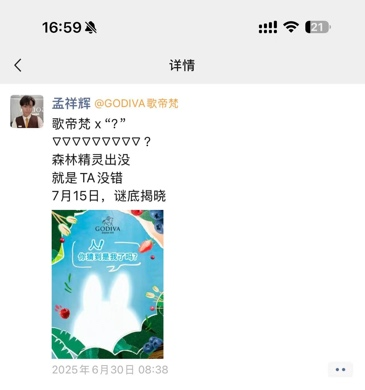 16:59
21
详情
孟祥辉 @GODIVA歌帝梵
歌帝梵 x “?”
∇∇∇∇∇∇∇∇∇？
森林精灵出没
就是TA没错
7月15日，谜底揭晓
GODIVA
人!
你猜到是我了吗?
2025年6月30日 08:38